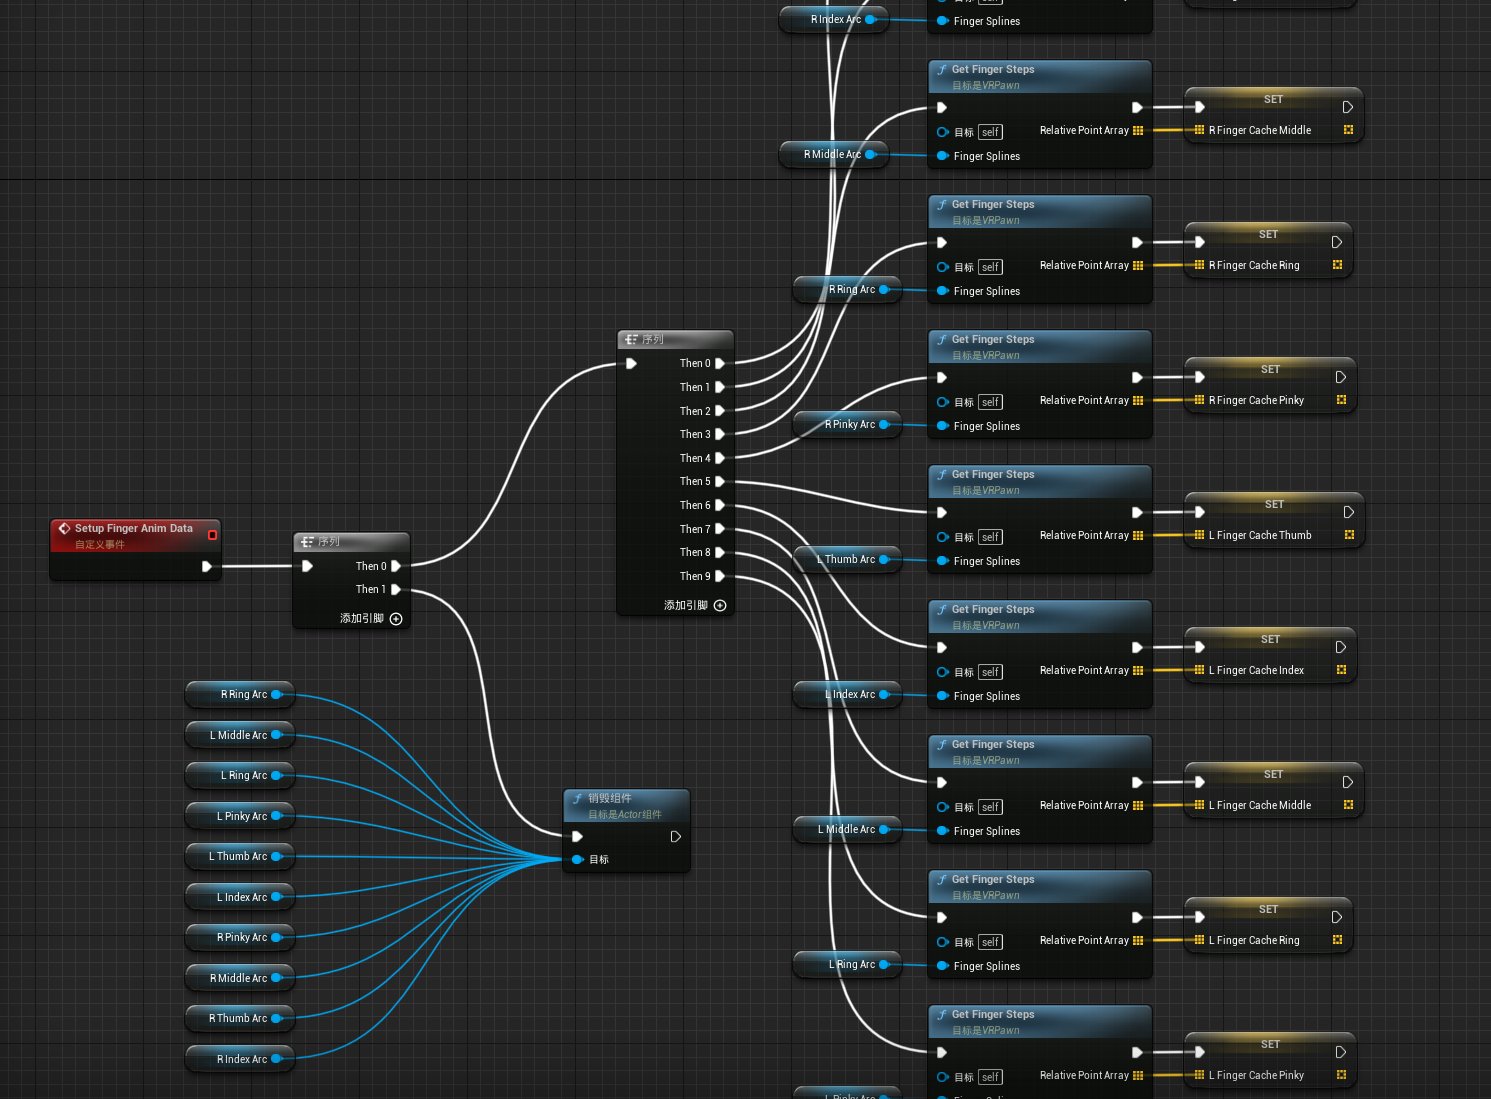 R Index Arc
Finger Splines
Get Finger Steps
目标是VRPawn
目标 self
Relative Point Array
R Middle Arc
Finger Splines
SET
R Finger Cache Middle
Get Finger Steps
目标是VRPawn
目标 self
Relative Point Array
R Ring Arc
Finger Splines
SET
R Finger Cache Ring
序列
Then 0
Then 1
Then 2
Then 3
Then 4
Then 5
Then 6
Then 7
Then 8
Then 9
添加引脚
Get Finger Steps
目标是VRPawn
目标 self
Relative Point Array
R Pinky Arc
Finger Splines
SET
R Finger Cache Pinky
Get Finger Steps
目标是VRPawn
目标 self
Relative Point Array
L Thumb Arc
Finger Splines
SET
L Finger Cache Thumb
Setup Finger Anim Data
自定义事件
序列
Then 0
Then 1
添加引脚
Get Finger Steps
目标是VRPawn
目标 self
Relative Point Array
L Index Arc
Finger Splines
SET
L Finger Cache Index
R Ring Arc
L Middle Arc
L Ring Arc
L Pinky Arc
L Thumb Arc
L Index Arc
R Pinky Arc
R Middle Arc
R Thumb Arc
R Index Arc
销毁组件
目标是Actor组件
目标
Get Finger Steps
目标是VRPawn
目标 self
Relative Point Array
L Middle Arc
Finger Splines
SET
L Finger Cache Middle
Get Finger Steps
目标是VRPawn
目标 self
Relative Point Array
L Ring Arc
Finger Splines
SET
L Finger Cache Ring
Get Finger Steps
目标是VRPawn
目标 self
Relative Point Array
SET
L Finger Cache Pinky
L Pinky Arc